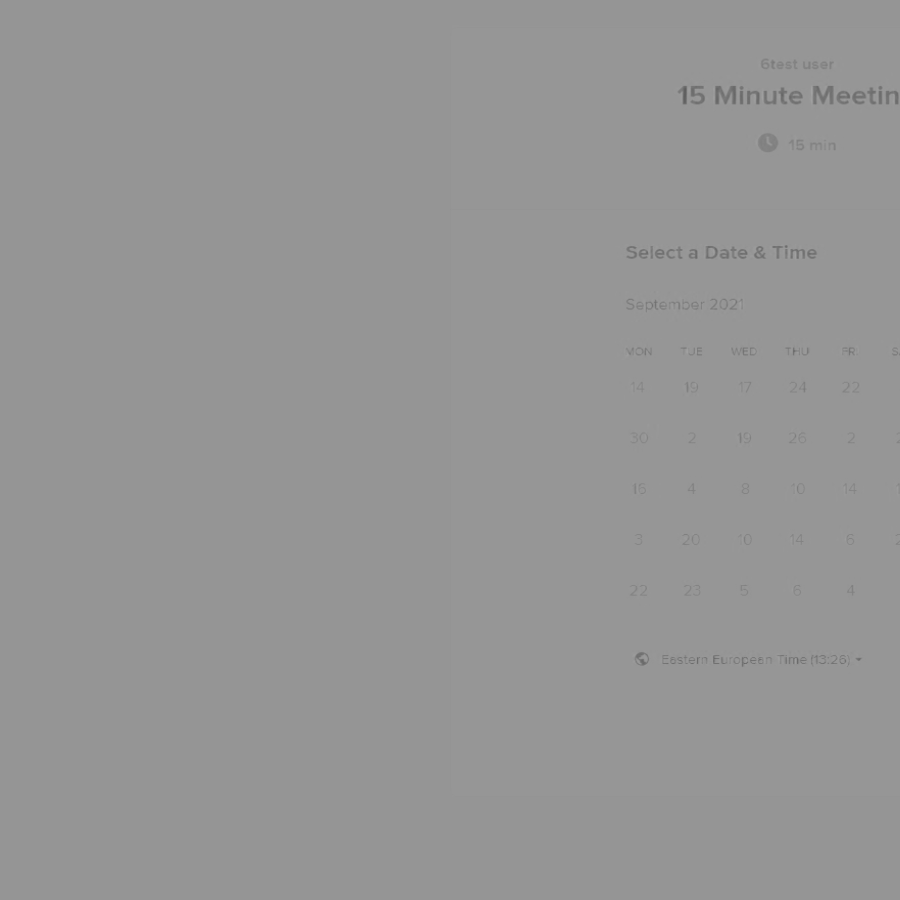 6test user
15 Minute Meetin
15 min
Select a Date & Time
September 2021
MON TUE WED THU FRI
14 19 17 24 22
30 2 19 26 2
16 4 8 10 14
3 20 10 14 6
22 23 5 6 4
Eastern European Time (13:26)